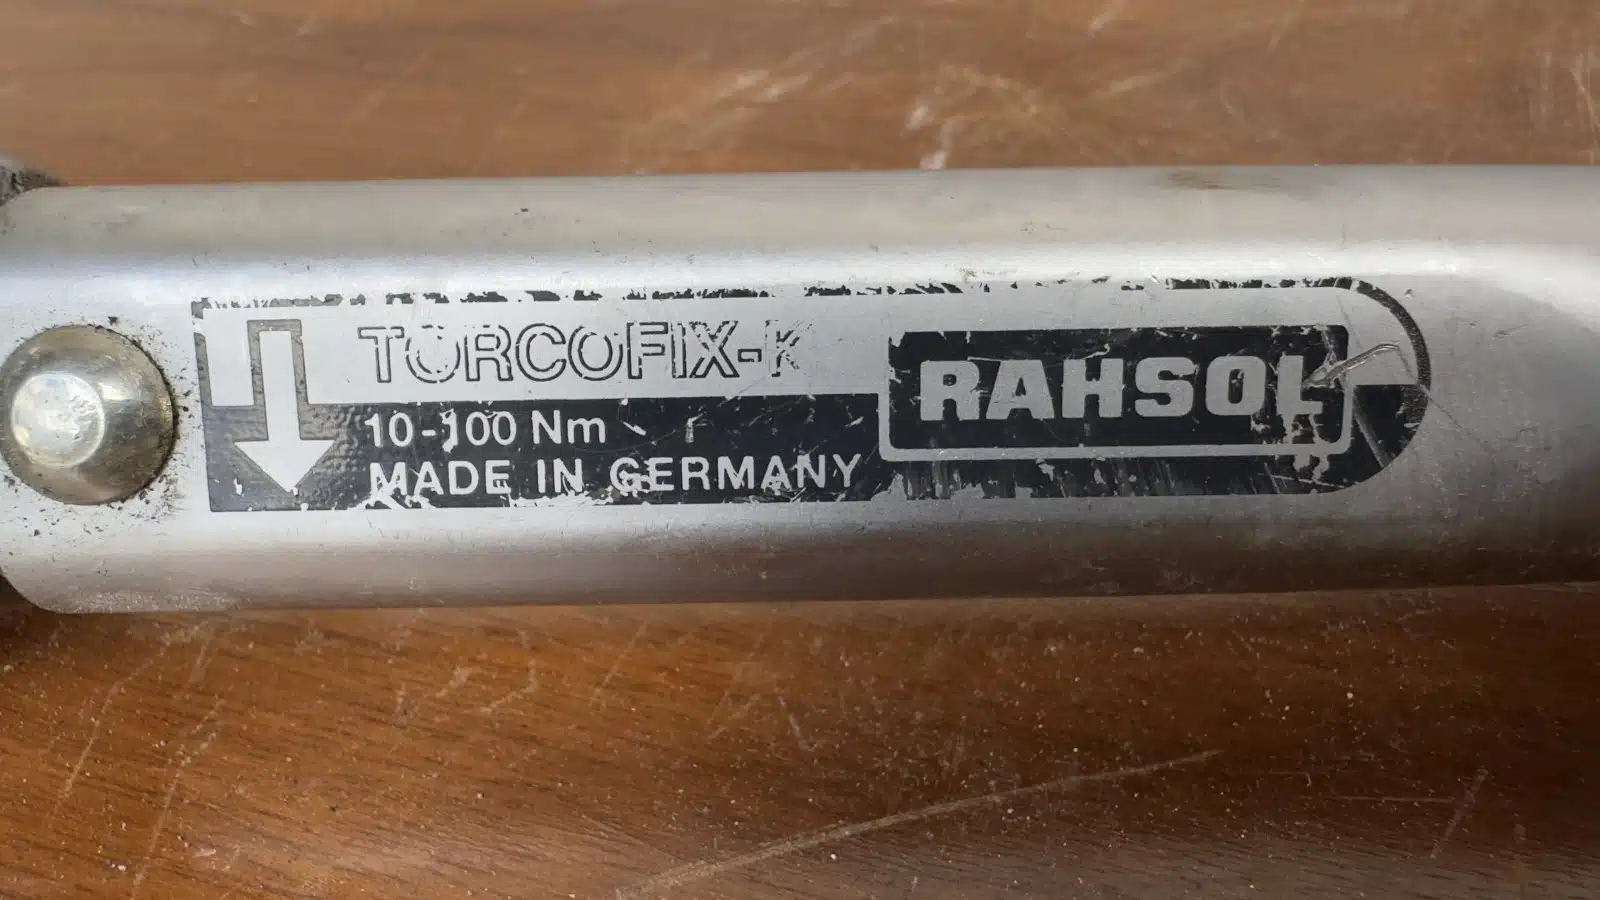 TORCOFIX-K
10-100 Nm
MADE IN GERMANY
RAHSOL